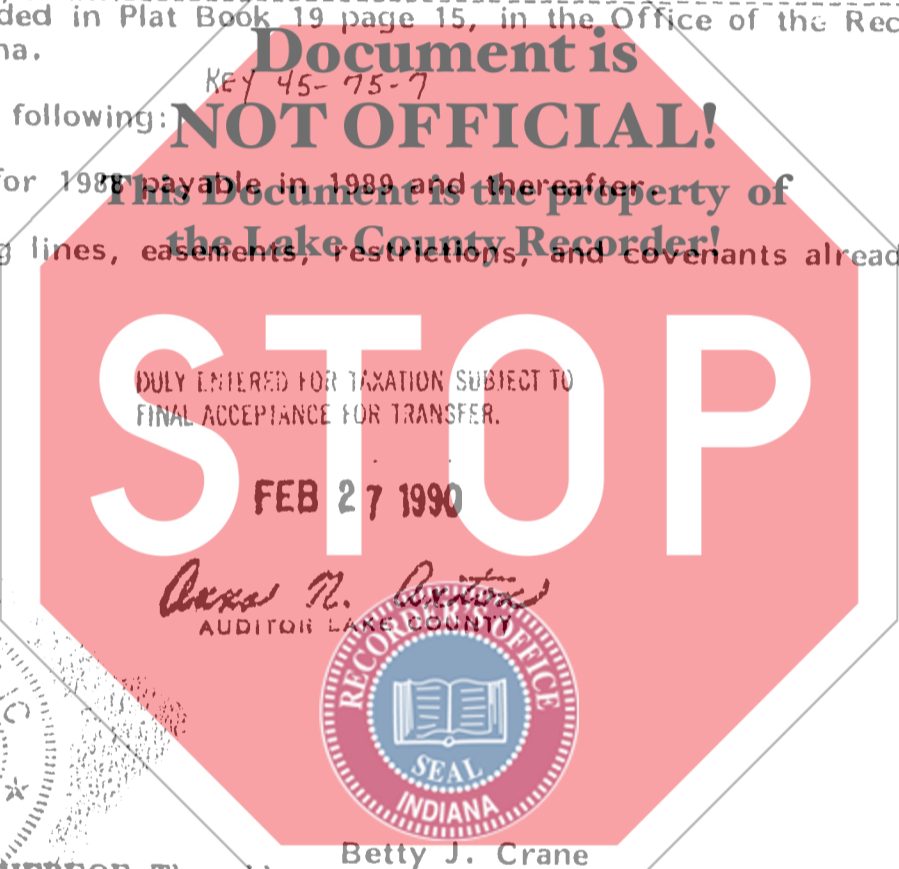 ded in Plat Book 19 page 15, in the Office of the Rec
na.
Document is
KEY 45-75-7
following:
NOT OFFICIAL!
for 1988 payable in 1989 and thereafter.
This Document is the property of
g lines, easements, restrictions, and covenants alread
the Lake County Recorder!
STOP
DULY ENTERED FOR TAXATION SUBJECT TO
FINAL ACCEPTANCE FOR TRANSFER.
FEB 27 1990
Anna N. Anton
AUDITOR LAKE COUNTY
RECORDER'S OFFICE
SEAL
INDIANA
Betty J. Crane